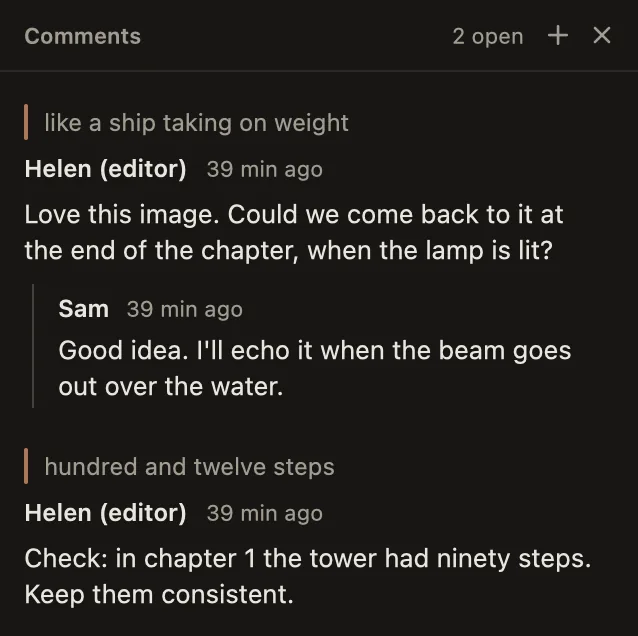 Comments 2 open
like a ship taking on weight
Helen (editor) 39 min ago
Love this image. Could we come back to it at
the end of the chapter, when the lamp is lit?
Sam 39 min ago
Good idea. I'll echo it when the beam goes
out over the water.
hundred and twelve steps
Helen (editor) 39 min ago
Check: in chapter 1 the tower had ninety steps.
Keep them consistent.